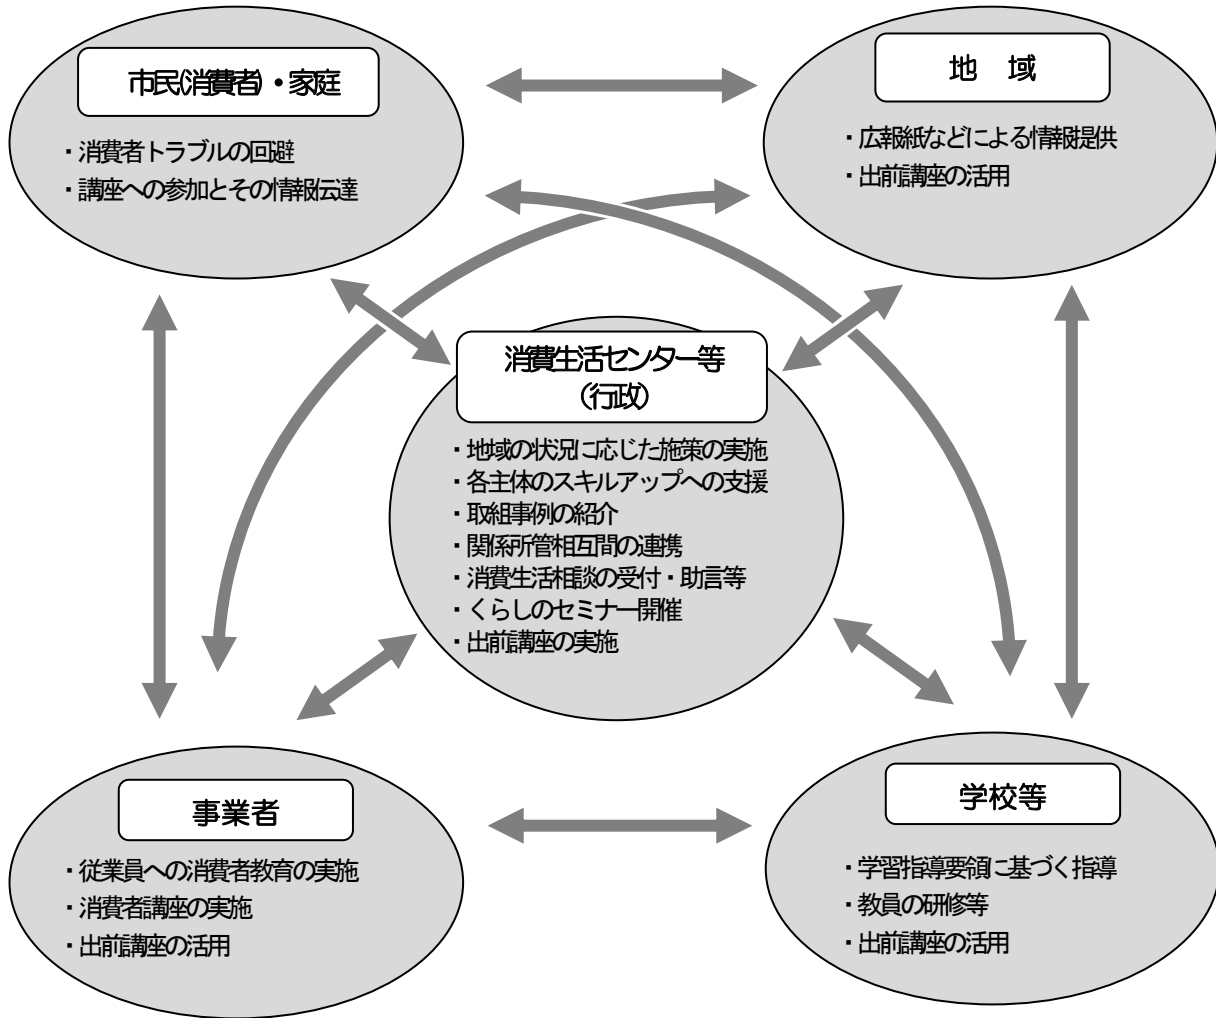 市民(消費者)・家庭
・消費者トラブルの回避
・講座への参加とその情報伝達
地　域
・広報紙などによる情報提供
・出前講座の活用
消費生活センター等
（行政）
・地域の状況に応じた施策の実施
・各主体のスキルアップへの支援
・取組事例の紹介
・関係所管相互間の連携
・消費生活相談の受付・助言等
・くらしのセミナー開催
・出前講座の実施
事業者
・従業員への消費者教育の実施
・消費者講座の実施
・出前講座の活用
学校等
・学習指導要領に基づく指導
・教員の研修等
・出前講座の活用